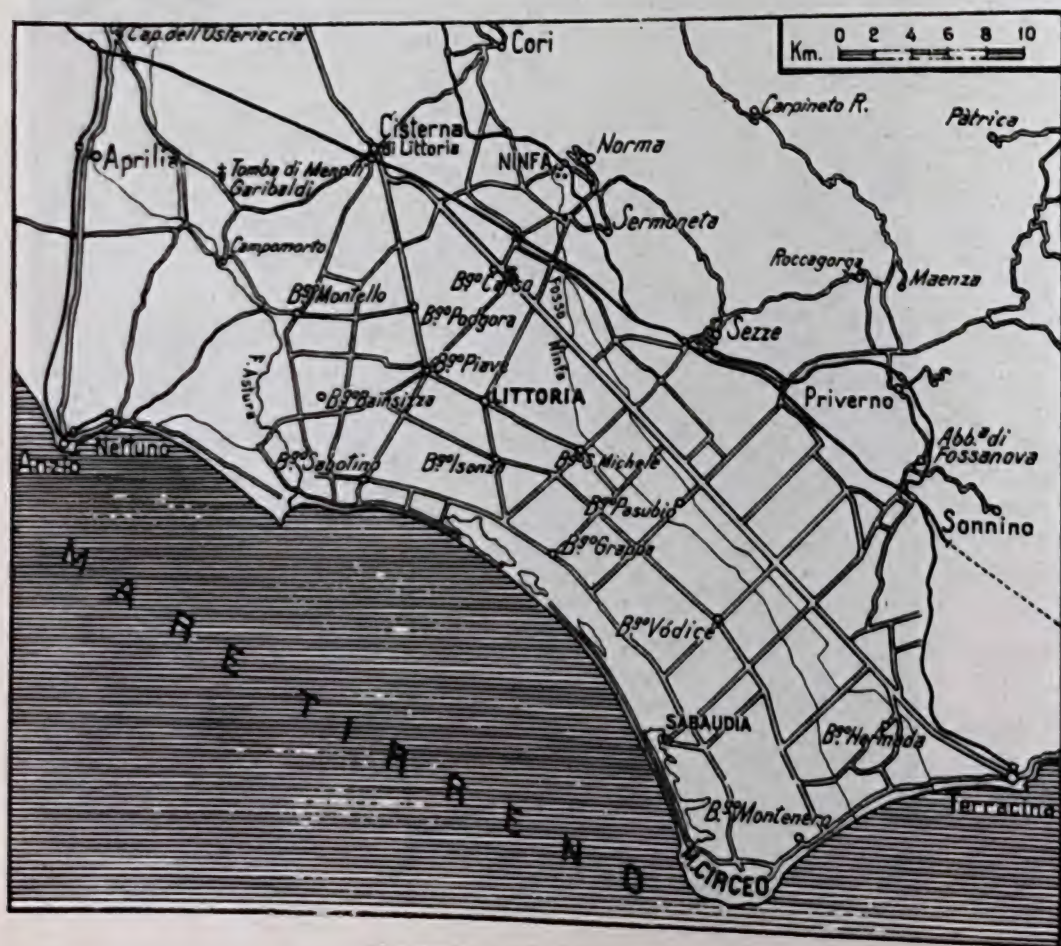 Cap. dell'Osteriaccia
Cori
Km. 0 2 4 6 8 10
Carpineto R.
Pàtrica
Cisterna
di Littoria
Aprilia
Tomba di Menotti
Garibaldi
NINFA
Norma
Sermoneta
Campomorto
Roccagorga
Maenza
Bgº Carso
Bgº Montello
Fosso
Ninfa
Bgº Podgora
Sezze
Bgº Piave
F. Astura
Bgº Bainsizza
LITTORIA
Priverno
Anzio
Nettuno
Abb.ª di
Fossanova
Bgº Sabotino
Bgº Isonzo
Bgº S. Michele
Bgº Pasubio
Sonnino
Bgº Grappa
Bgº Vódice
SABAUDIA
Bgº Hermada
Terracina
Bgº Montenero
M. CIRCEO
MARE TIRRENO